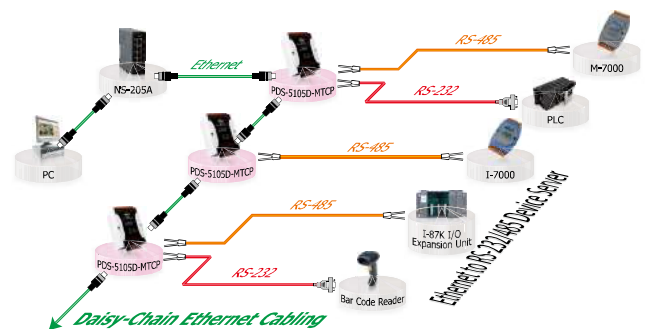 RS-485
M-7000
Ethernet
NS-205A
PDS-5105D-MTCP
RS-232
PLC
PC
PDS-5105D-MTCP
RS-485
I-7000
PDS-5105D-MTCP
RS-485
I-87K I/O
Expansion Unit
RS-232
Bar Code Reader
Ethernet to RS 232/485 Device Server
Daisy-Chain Ethernet Cabling